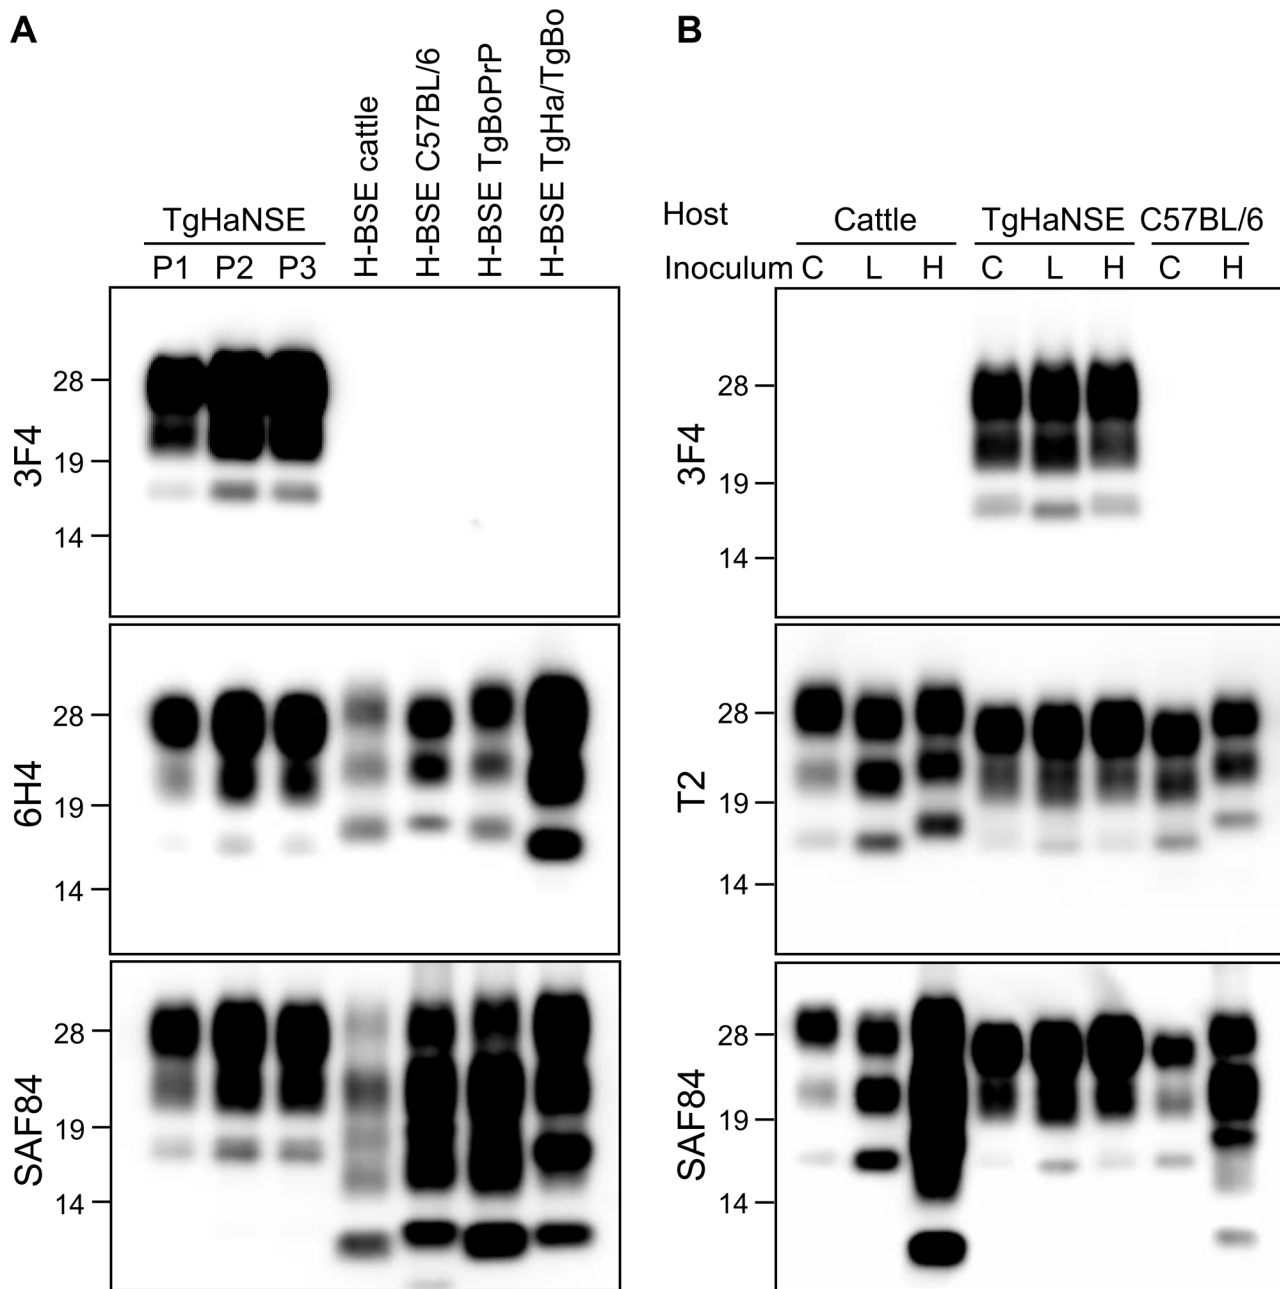 A
H-BSE cattle
H-BSE C57BL/6
H-BSE TgBoPrP
H-BSE TgHa/TgBo
TgHaNSE
P1 P2 P3
3F4
28
19
14
6H4
28
19
14
SAF84
28
19
14
B
Host Cattle TgHaNSE C57BL/6
Inoculum C L H C L H C H
3F4
28
19
14
T2
28
19
14
SAF84
28
19
14